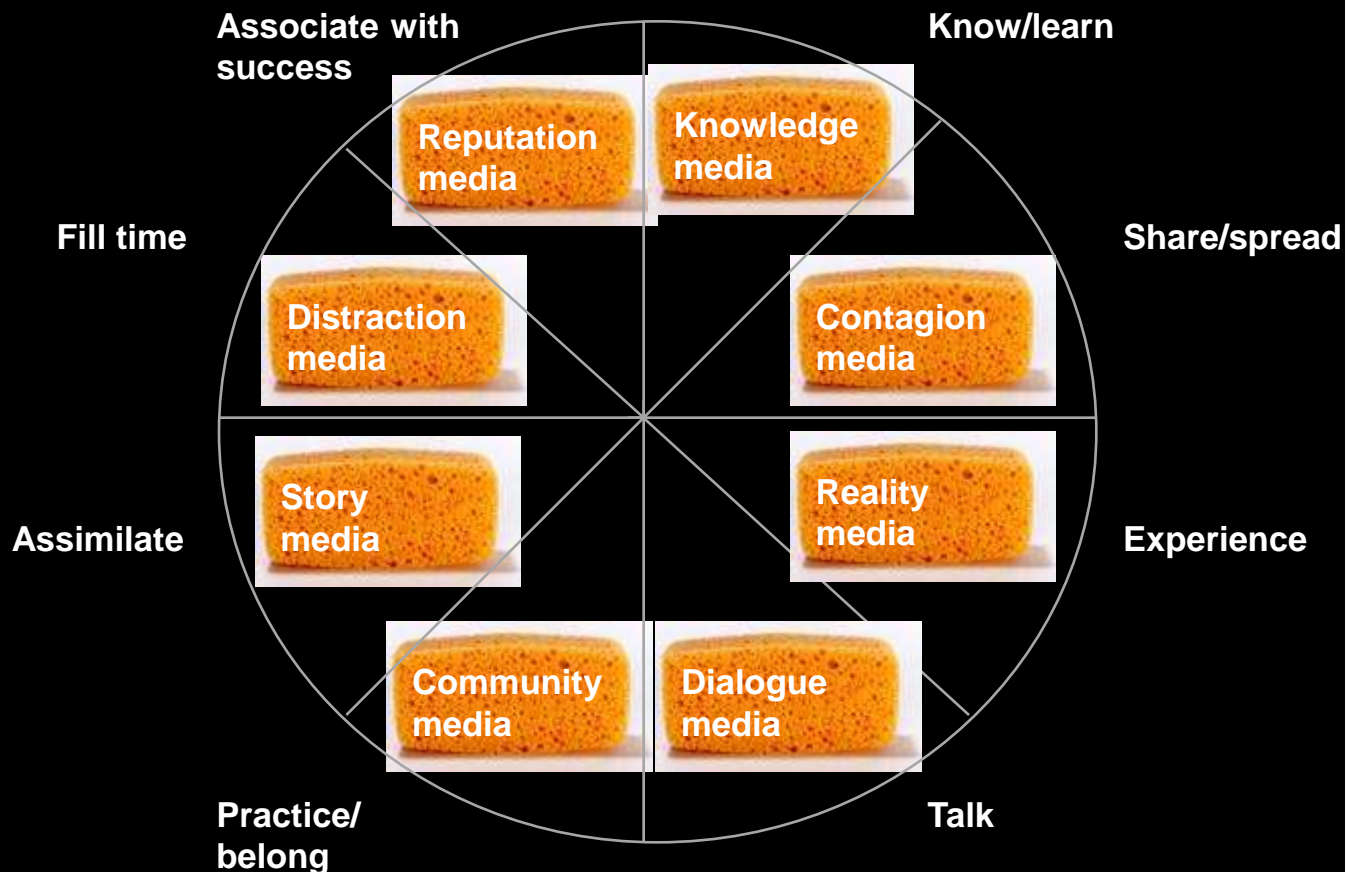 Associate with
success
Know/learn
Reputation
media
Knowledge
media
Fill time
Share/spread
Distraction
media
Contagion
media
Story
media
Reality
media
Assimilate
Experience
Community
media
Dialogue
media
Practice/
belong
Talk